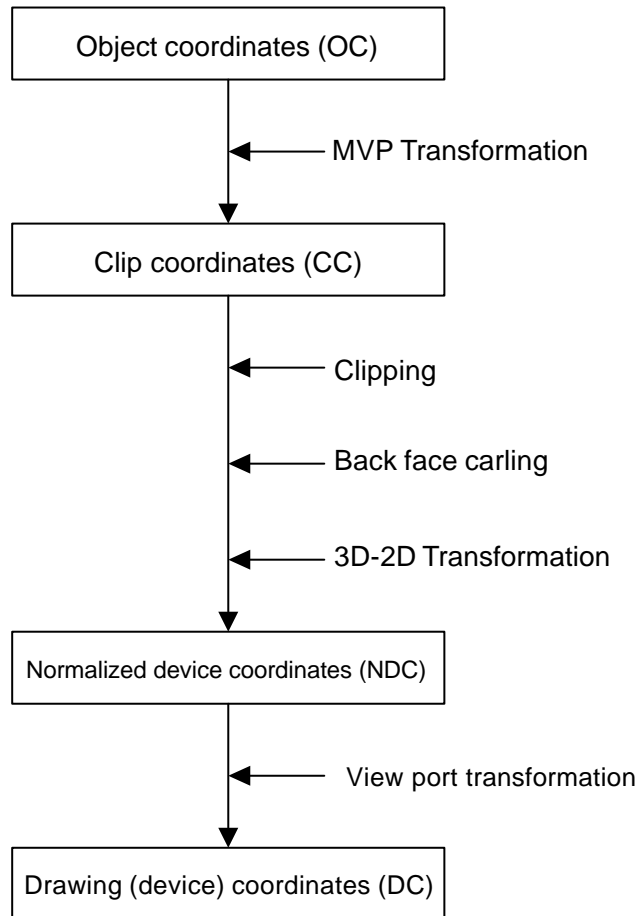 Object coordinates (OC)
MVP Transformation
Clip coordinates (CC)
Clipping
Back face carling
3D-2D Transformation
Normalized device coordinates (NDC)
View port transformation
Drawing (device) coordinates (DC)